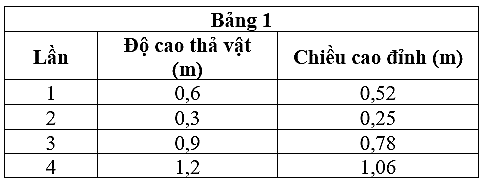 Bảng 1
Lần Độ cao thả vật (m) Chiều cao đỉnh (m)
1 0,6 0,52
2 0,3 0,25
3 0,9 0,78
4 1,2 1,06